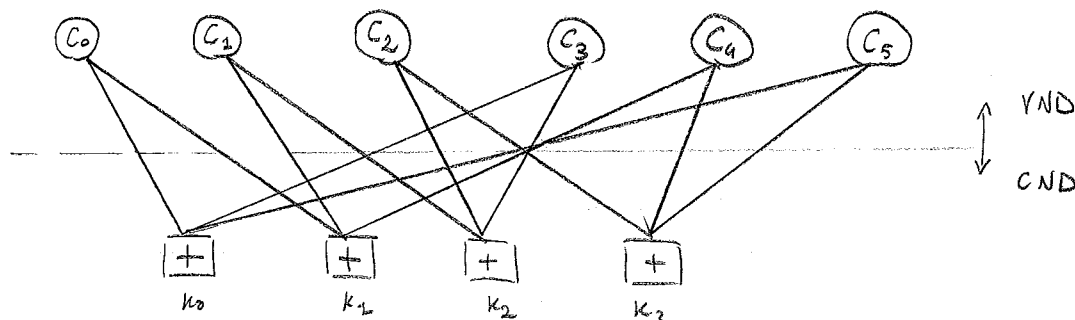 C₀ C₁ C₂ C₃ C₄ C₅
VND
CND
+ + + +
k₀ k₁ k₂ k₃